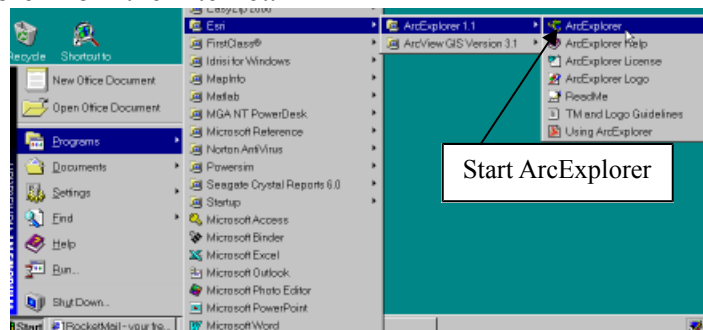 EasyZip 2000
Esri
FirstClass®
Idrisi for Windows
MapInfo
Matlab
MGA NT PowerDesk
Microsoft Reference
Norton AntiVirus
Powersim
Seagate Crystal Reports 6.0
Startup
Microsoft Access
Microsoft Binder
Microsoft Excel
Microsoft Outlook
Microsoft Photo Editor
Microsoft PowerPoint
Microsoft Word
ArcExplorer 1.1
ArcView GIS Version 3.1
ArcExplorer
ArcExplorer Help
ArcExplorer License
ArcExplorer Logo
ReadMe
TM and Logo Guidelines
Using ArcExplorer
Start ArcExplorer
Recycle
Shortcut to
New Office Document
Open Office Document
Programs
Documents
Settings
Find
Help
Run...
Shut Down...
Start
RocketMail - your fre...